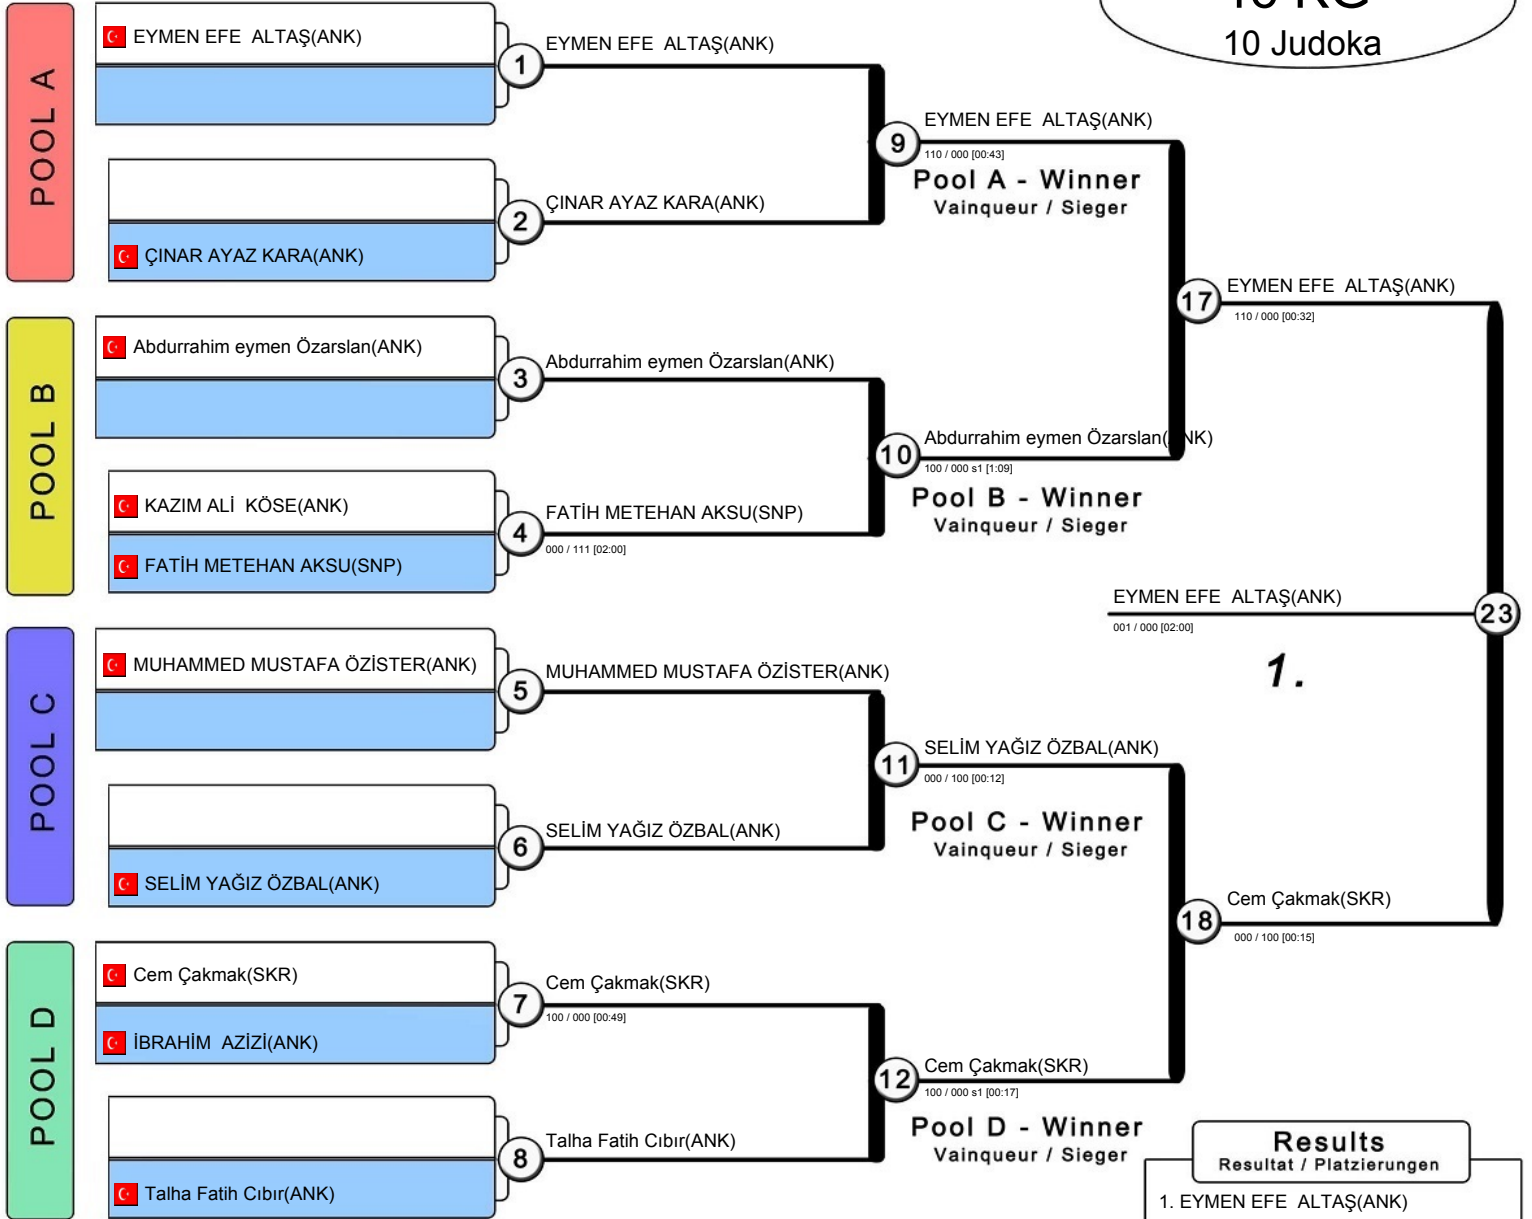 10 Judoka
POOL A
EYMEN EFE  ALTAŞ(ANK)
1
EYMEN EFE  ALTAŞ(ANK)
ÇINAR AYAZ KARA(ANK)
2
ÇINAR AYAZ KARA(ANK)
9
EYMEN EFE  ALTAŞ(ANK)
110 / 000 [00:43]
Pool A - Winner
Vainqueur / Sieger
POOL B
Abdurrahim eymen Özarslan(ANK)
3
Abdurrahim eymen Özarslan(ANK)
KAZIM ALİ  KÖSE(ANK)
FATİH METEHAN AKSU(SNP)
4
FATİH METEHAN AKSU(SNP)
000 / 111 [02:00]
10
Abdurrahim eymen Özarslan(ANK)
100 / 000 s1 [1:09]
Pool B - Winner
Vainqueur / Sieger
17
EYMEN EFE  ALTAŞ(ANK)
110 / 000 [00:32]
POOL C
MUHAMMED MUSTAFA ÖZİSTER(ANK)
5
MUHAMMED MUSTAFA ÖZİSTER(ANK)
SELİM YAĞIZ ÖZBAL(ANK)
6
SELİM YAĞIZ ÖZBAL(ANK)
11
SELİM YAĞIZ ÖZBAL(ANK)
000 / 100 [00:12]
Pool C - Winner
Vainqueur / Sieger
POOL D
Cem Çakmak(SKR)
İBRAHİM  AZİZİ(ANK)
7
Cem Çakmak(SKR)
100 / 000 [00:49]
Talha Fatih Cıbır(ANK)
8
Talha Fatih Cıbır(ANK)
12
Cem Çakmak(SKR)
100 / 000 s1 [00:17]
Pool D - Winner
Vainqueur / Sieger
18
Cem Çakmak(SKR)
000 / 100 [00:15]
EYMEN EFE  ALTAŞ(ANK)
001 / 000 [02:00]
23
1.
Results
Resultat / Platzierungen
1. EYMEN EFE  ALTAŞ(ANK)